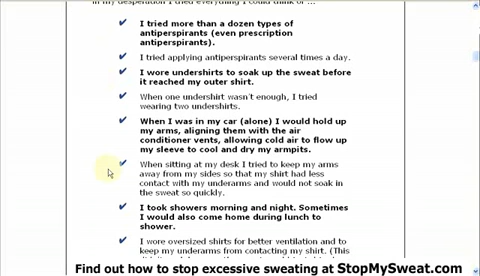 in my desperation I tried everything I could think of ...
I tried more than a dozen types of
antiperspirants (even prescription
antiperspirants).
I tried applying antiperspirants several times a day.
I wore undershirts to soak up the sweat before
it reached my outer shirt.
When one undershirt wasn't enough, I tried
wearing two undershirts.
When I was in my car (alone) I would hold up
my arms, aligning them with the air
conditioner vents, allowing cold air to flow up
my sleeve to cool and dry my armpits.
When sitting at my desk I tried to keep my arms
away from my sides so that my shirt had less
contact with my underarms and would not soak in
the sweat so quickly.
I took showers morning and night. Sometimes
I would also come home during lunch to
shower.
I wore oversized shirts for better ventilation and to
keep my underarms from contacting my shirt. (This
Find out how to stop excessive sweating at StopMySweat.com